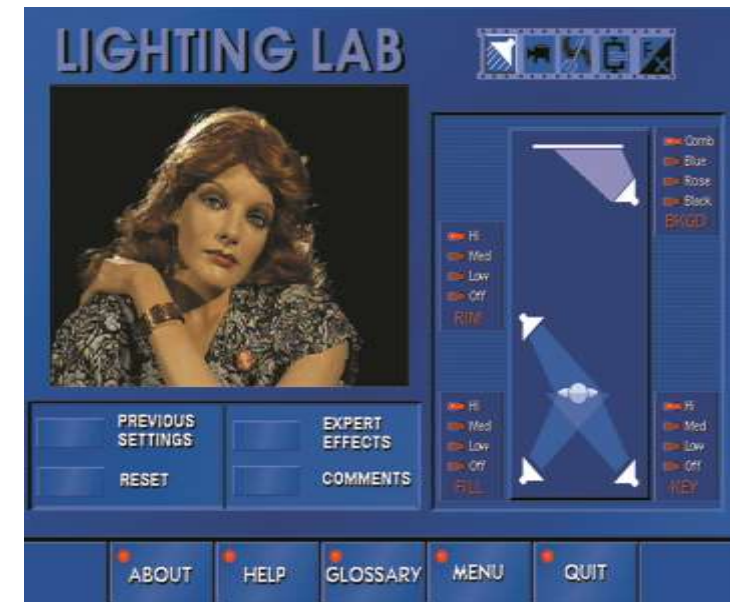 LIGHTING LAB
F
X
Comb
Blue
Rose
Black
BKGD
Hi
Med
Low
Off
RIM
Hi
Med
Low
Off
FILL
Hi
Med
Low
Off
KEY
PREVIOUS
SETTINGS
EXPERT
EFFECTS
RESET
COMMENTS
ABOUT
HELP
GLOSSARY
MENU
QUIT